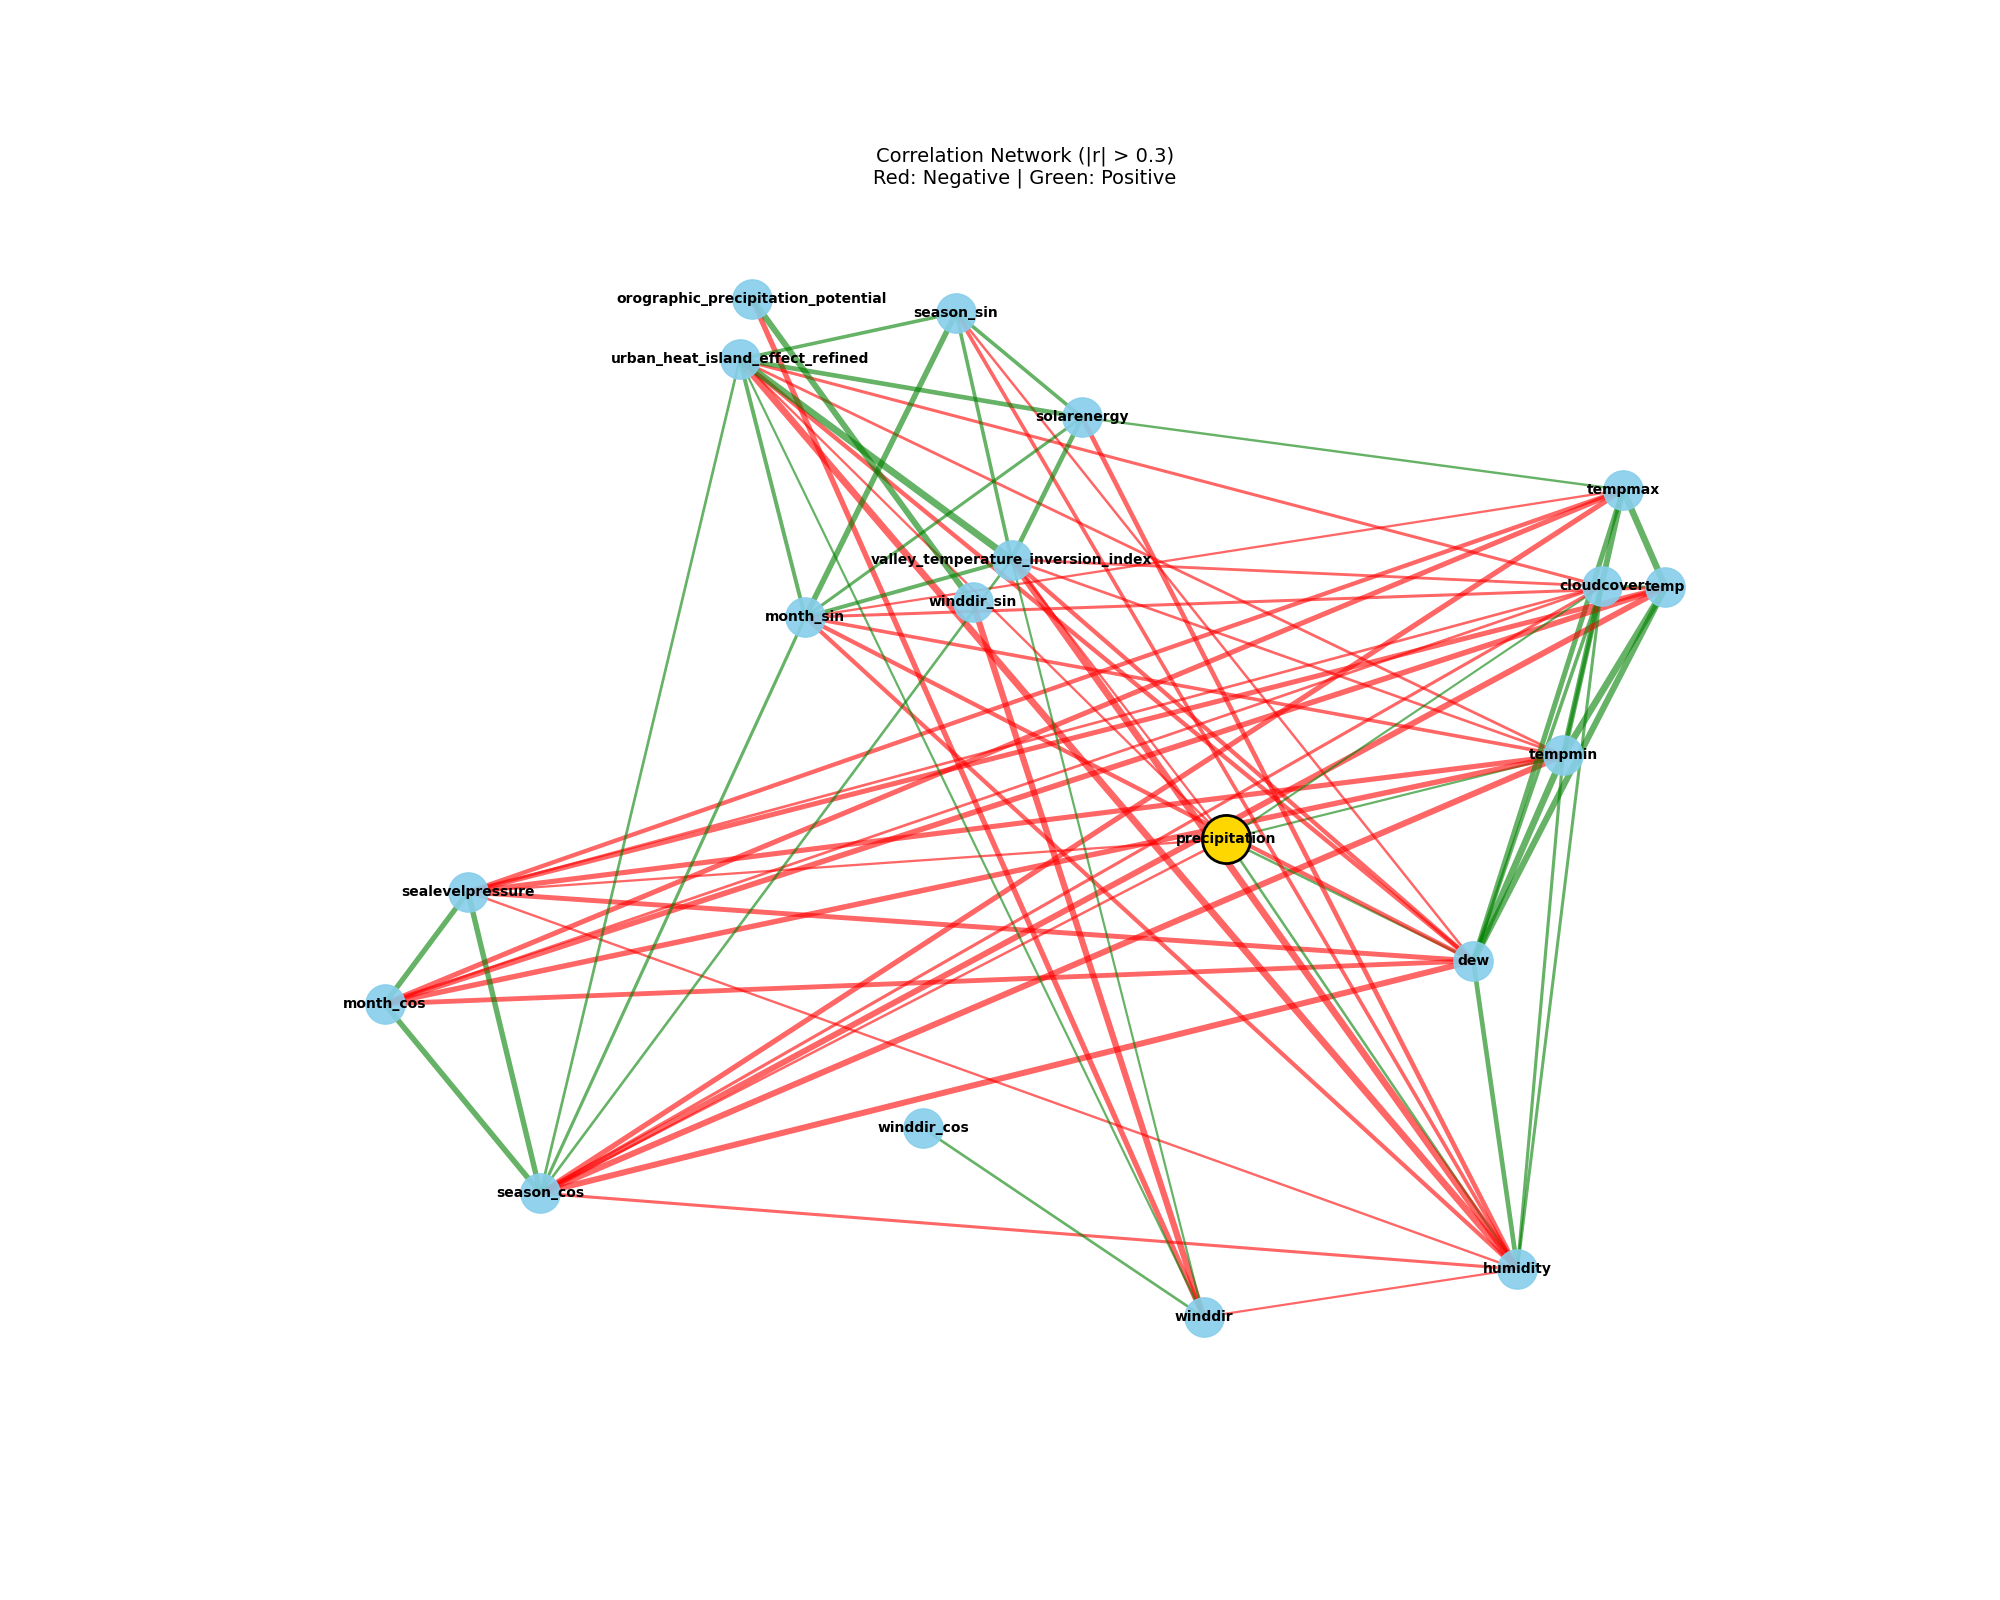 Correlation Network (|r| > 0.3)
Red: Negative | Green: Positive
orographic_precipitation_potential
season_sin
urban_heat_island_effect_refined
solarenergy
tempmax
valley_temperature_inversion_index
cloudcover
temp
winddir_sin
month_sin
tempmin
precipitation
sealevelpressure
dew
month_cos
winddir_cos
season_cos
humidity
winddir